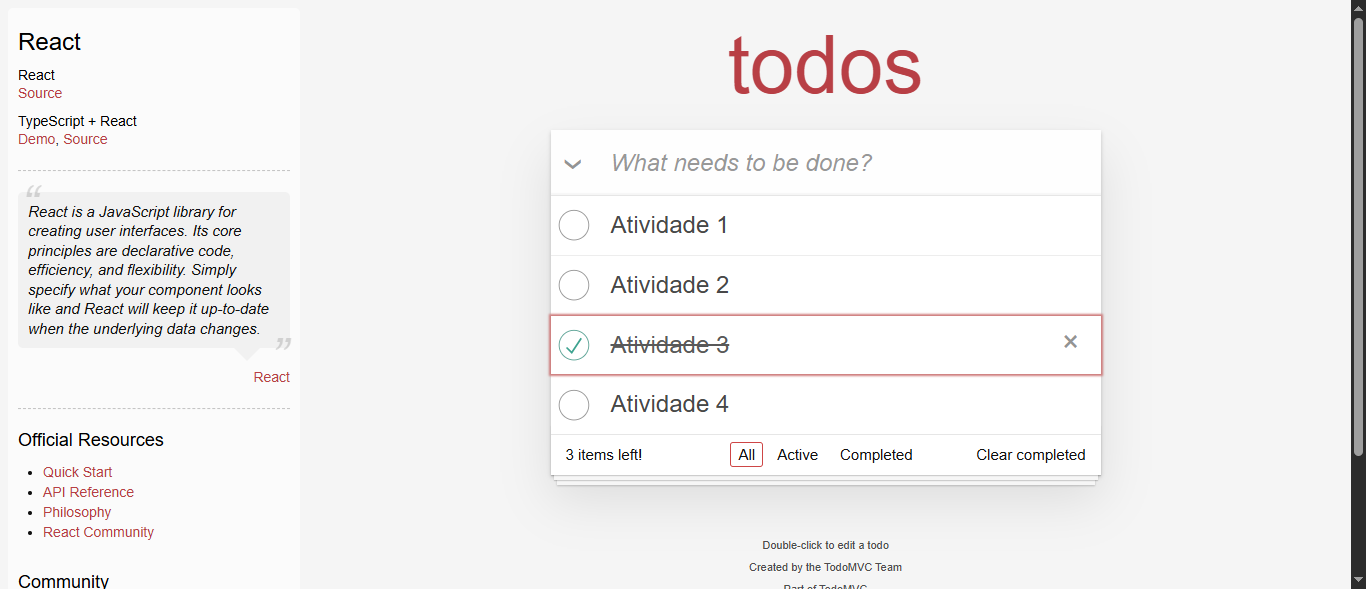 React
React
Source
TypeScript + React
Demo, Source
“
React is a JavaScript library for
creating user interfaces. Its core
principles are declarative code,
efficiency, and flexibility. Simply
specify what your component looks
like and React will keep it up-to-date
when the underlying data changes.
”
React
Official Resources
Quick Start
API Reference
Philosophy
React Community
Community
todos
What needs to be done?
Atividade 1
Atividade 2
Atividade 3
×
Atividade 4
3 items left!
All
Active
Completed
Clear completed
Double-click to edit a todo
Created by the TodoMVC Team
Part of TodoMVC